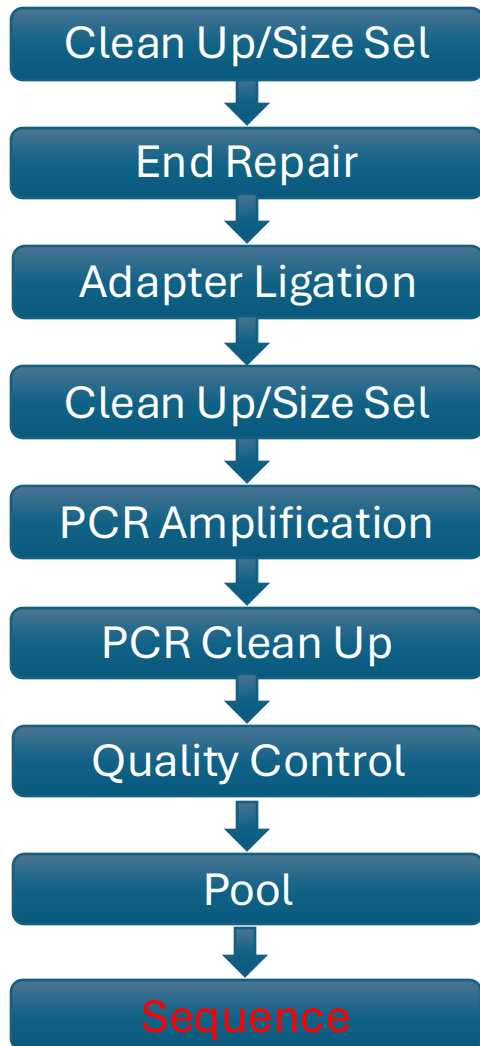 Clean Up/Size Sel
End Repair
Adapter Ligation
Clean Up/Size Sel
PCR Amplification
PCR Clean Up
Quality Control
Pool
Sequence